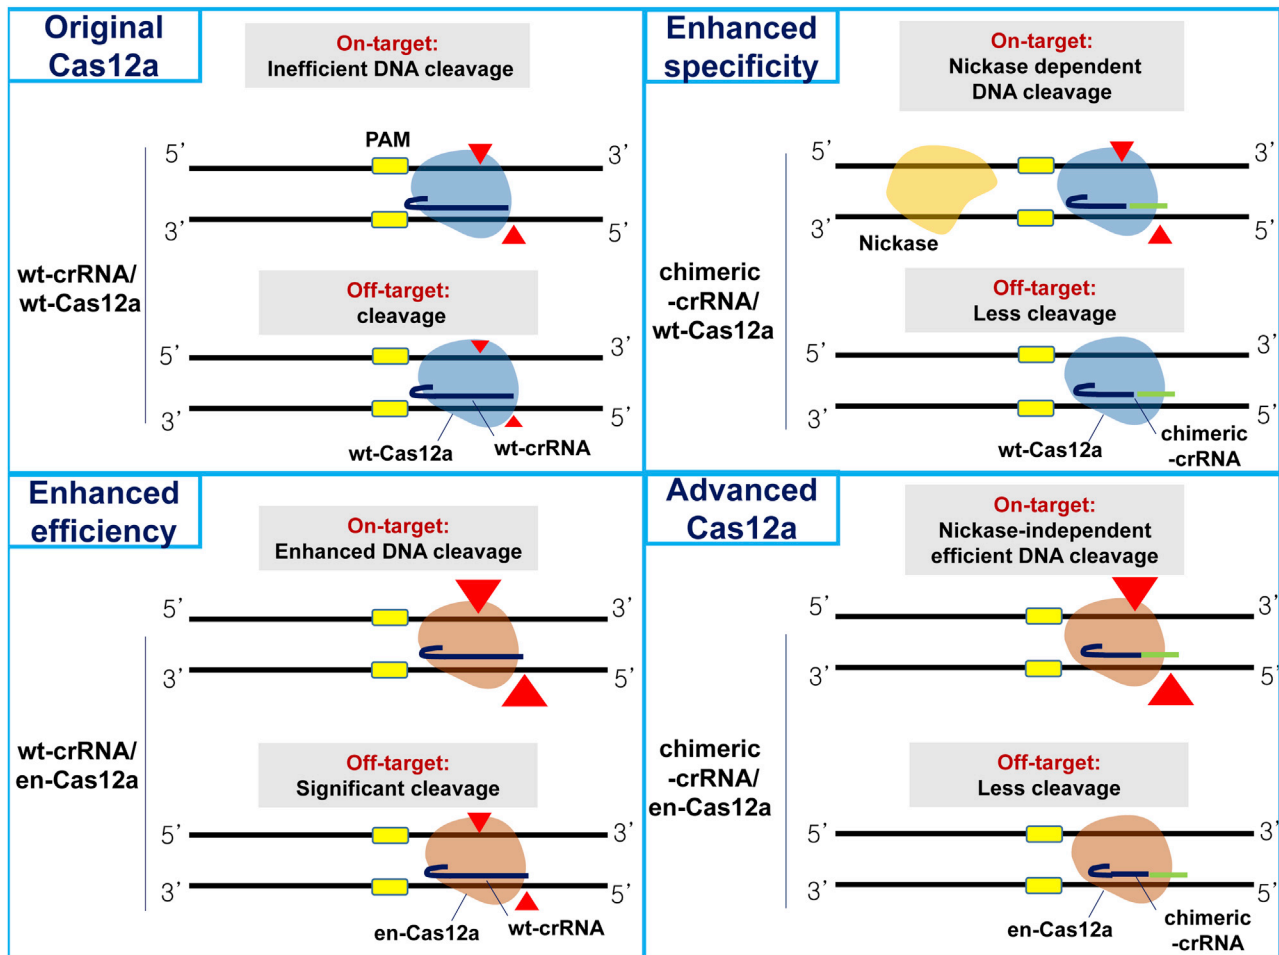 Original
Cas12a
On-target:
Inefficient DNA cleavage
PAM
5’
3’
3’
5’
wt-crRNA/
wt-Cas12a
Off-target:
cleavage
5’
3’
3’
5’
wt-Cas12a
wt-crRNA
Enhanced
specificity
On-target:
Nickase dependent
DNA cleavage
5’
3’
3’
5’
Nickase
chimeric
-crRNA/
wt-Cas12a
Off-target:
Less cleavage
5’
3’
3’
5’
wt-Cas12a
chimeric
-crRNA
Enhanced
efficiency
On-target:
Enhanced DNA cleavage
5’
3’
3’
5’
wt-crRNA/
en-Cas12a
Off-target:
Significant cleavage
5’
3’
3’
5’
en-Cas12a
wt-crRNA
Advanced
Cas12a
On-target:
Nickase-independent
efficient DNA cleavage
5’
3’
3’
5’
chimeric
-crRNA/
en-Cas12a
Off-target:
Less cleavage
5’
3’
3’
5’
en-Cas12a
chimeric
-crRNA